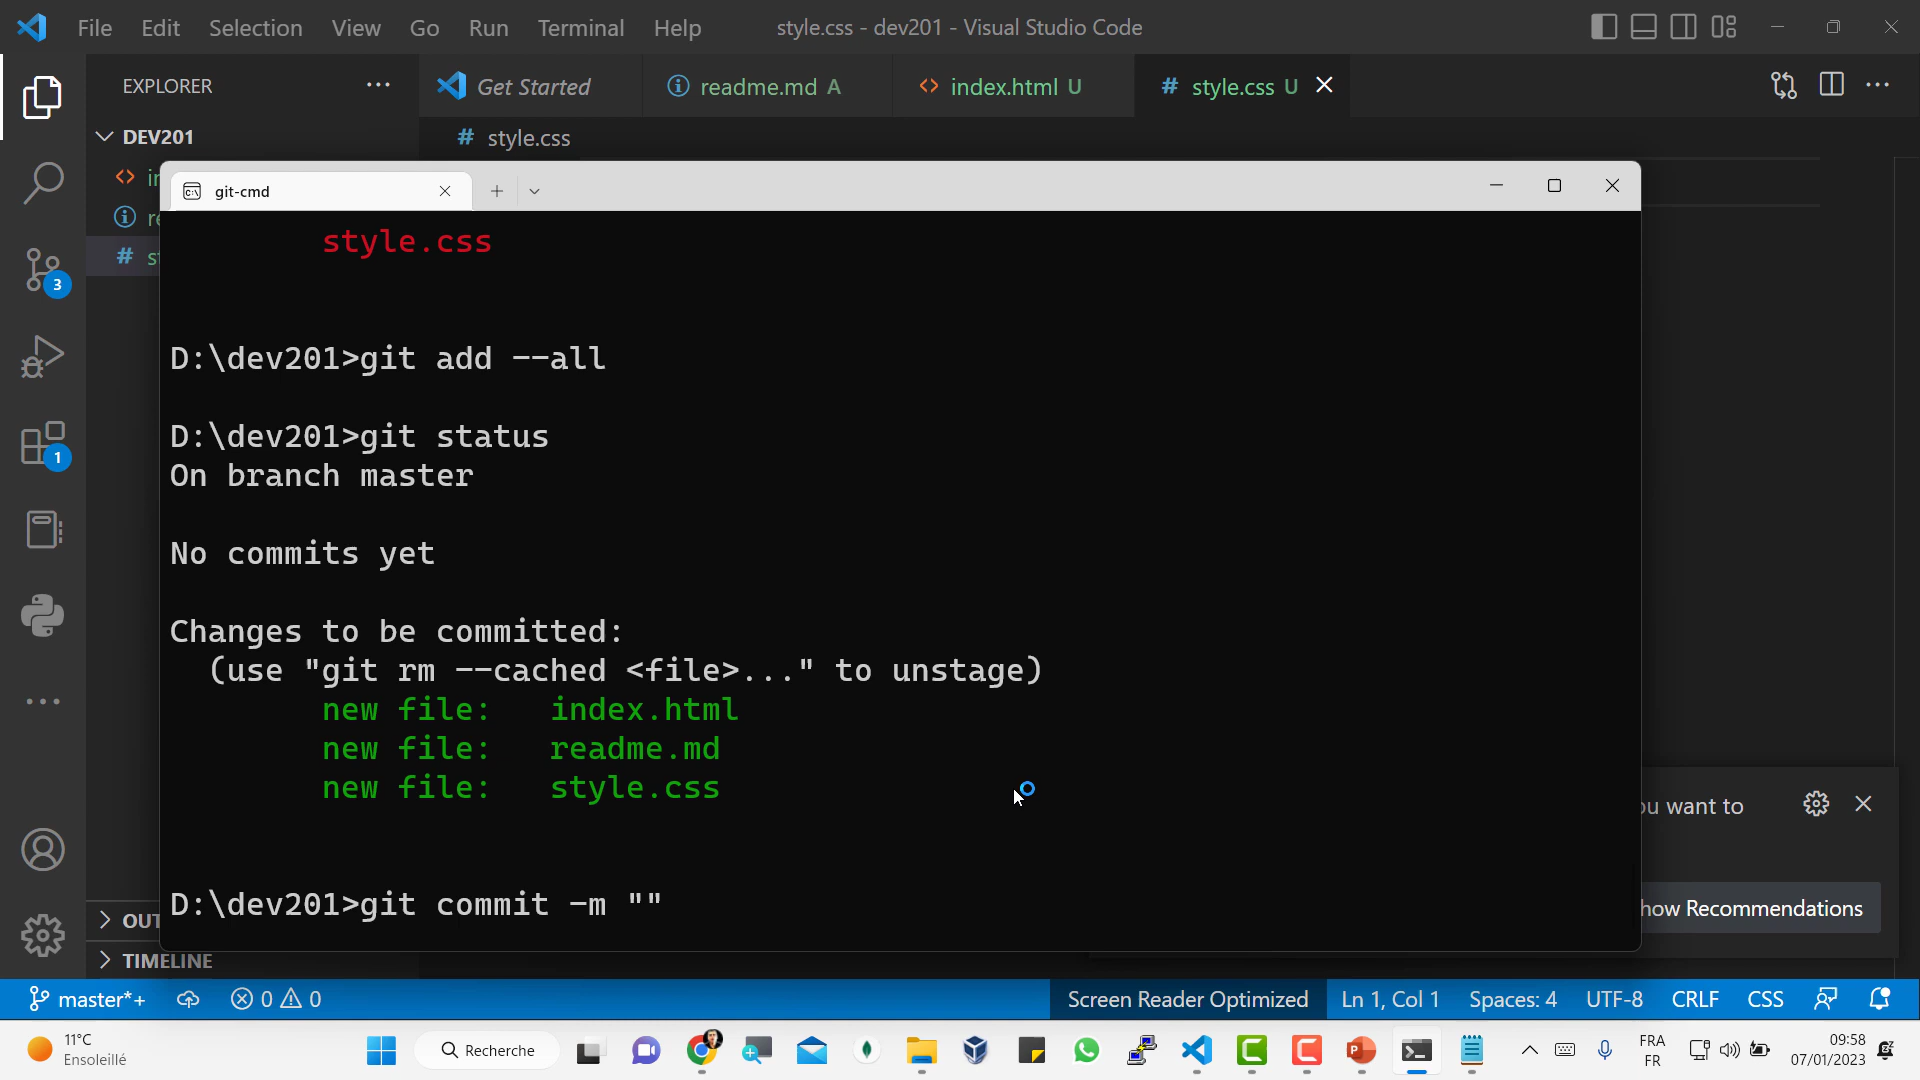 File Edit Selection View Go Run Terminal Help style.css - dev201 - Visual Studio Code
EXPLORER
Get Started
readme.md A
index.html U
style.css U
DEV201
style.css
git-cmd
style.css
D:\dev201>git add --all
D:\dev201>git status
On branch master
No commits yet
Changes to be committed:
(use "git rm --cached <file>..." to unstage)
new file: index.html
new file: readme.md
new file: style.css
D:\dev201>git commit -m ""
3
1
ou want to
how Recommendations
OUT
TIMELINE
master*+ 0 0 Screen Reader Optimized Ln 1, Col 1 Spaces: 4 UTF-8 CRLF CSS
11°C
Ensoleillé
Recherche
FRA
FR
09:58
07/01/2023